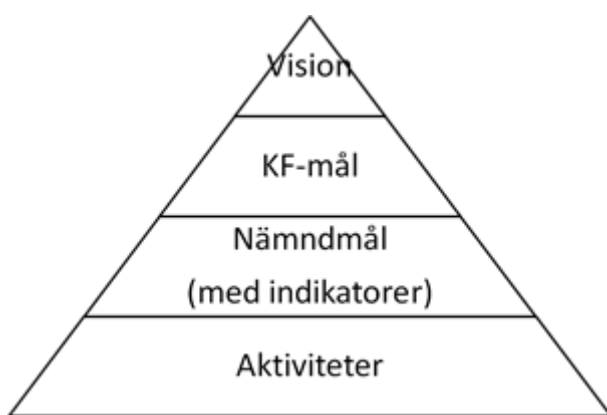 Vision
KF-mål
Nämndmål
(med indikatorer)
Aktiviteter